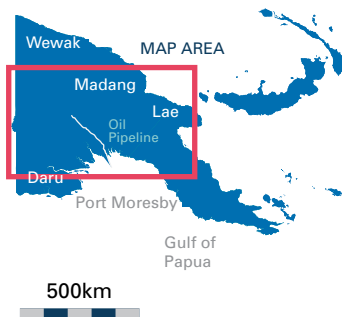 Wewak
MAP AREA
Madang
Lae
Oil
Pipeline
Daru
Port Moresby
Gulf of
Papua
500km